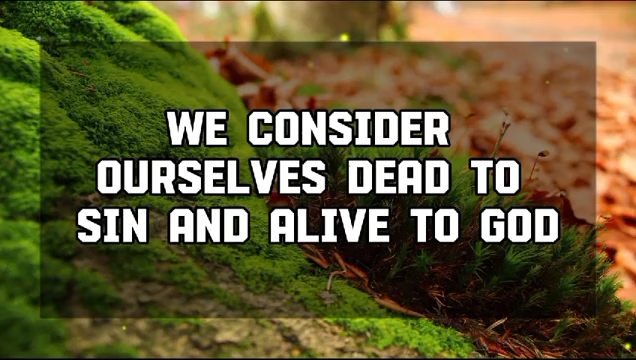 WE CONSIDER
OURSELVES DEAD TO
SIN AND ALIVE TO GOD